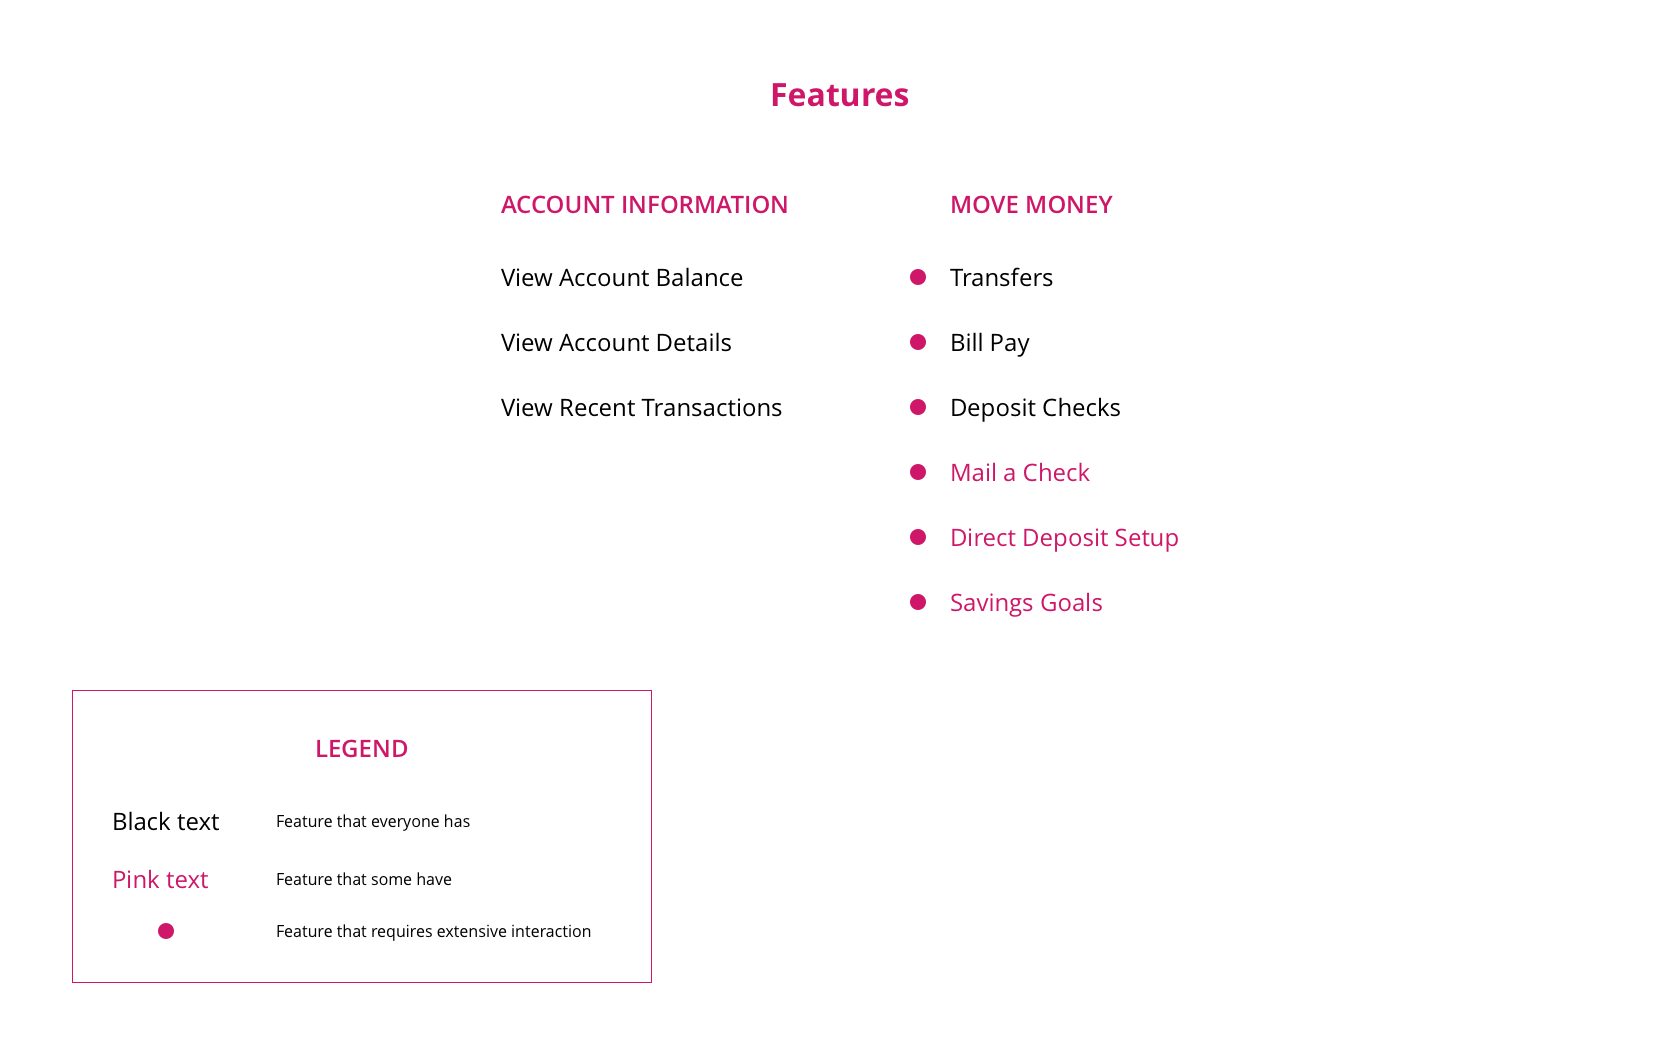 Features
ACCOUNT INFORMATION
View Account Balance
View Account Details
View Recent Transactions
MOVE MONEY
Transfers
Bill Pay
Deposit Checks
Mail a Check
Direct Deposit Setup
Savings Goals
LEGEND
Black text Feature that everyone has
Pink text Feature that some have
Feature that requires extensive interaction